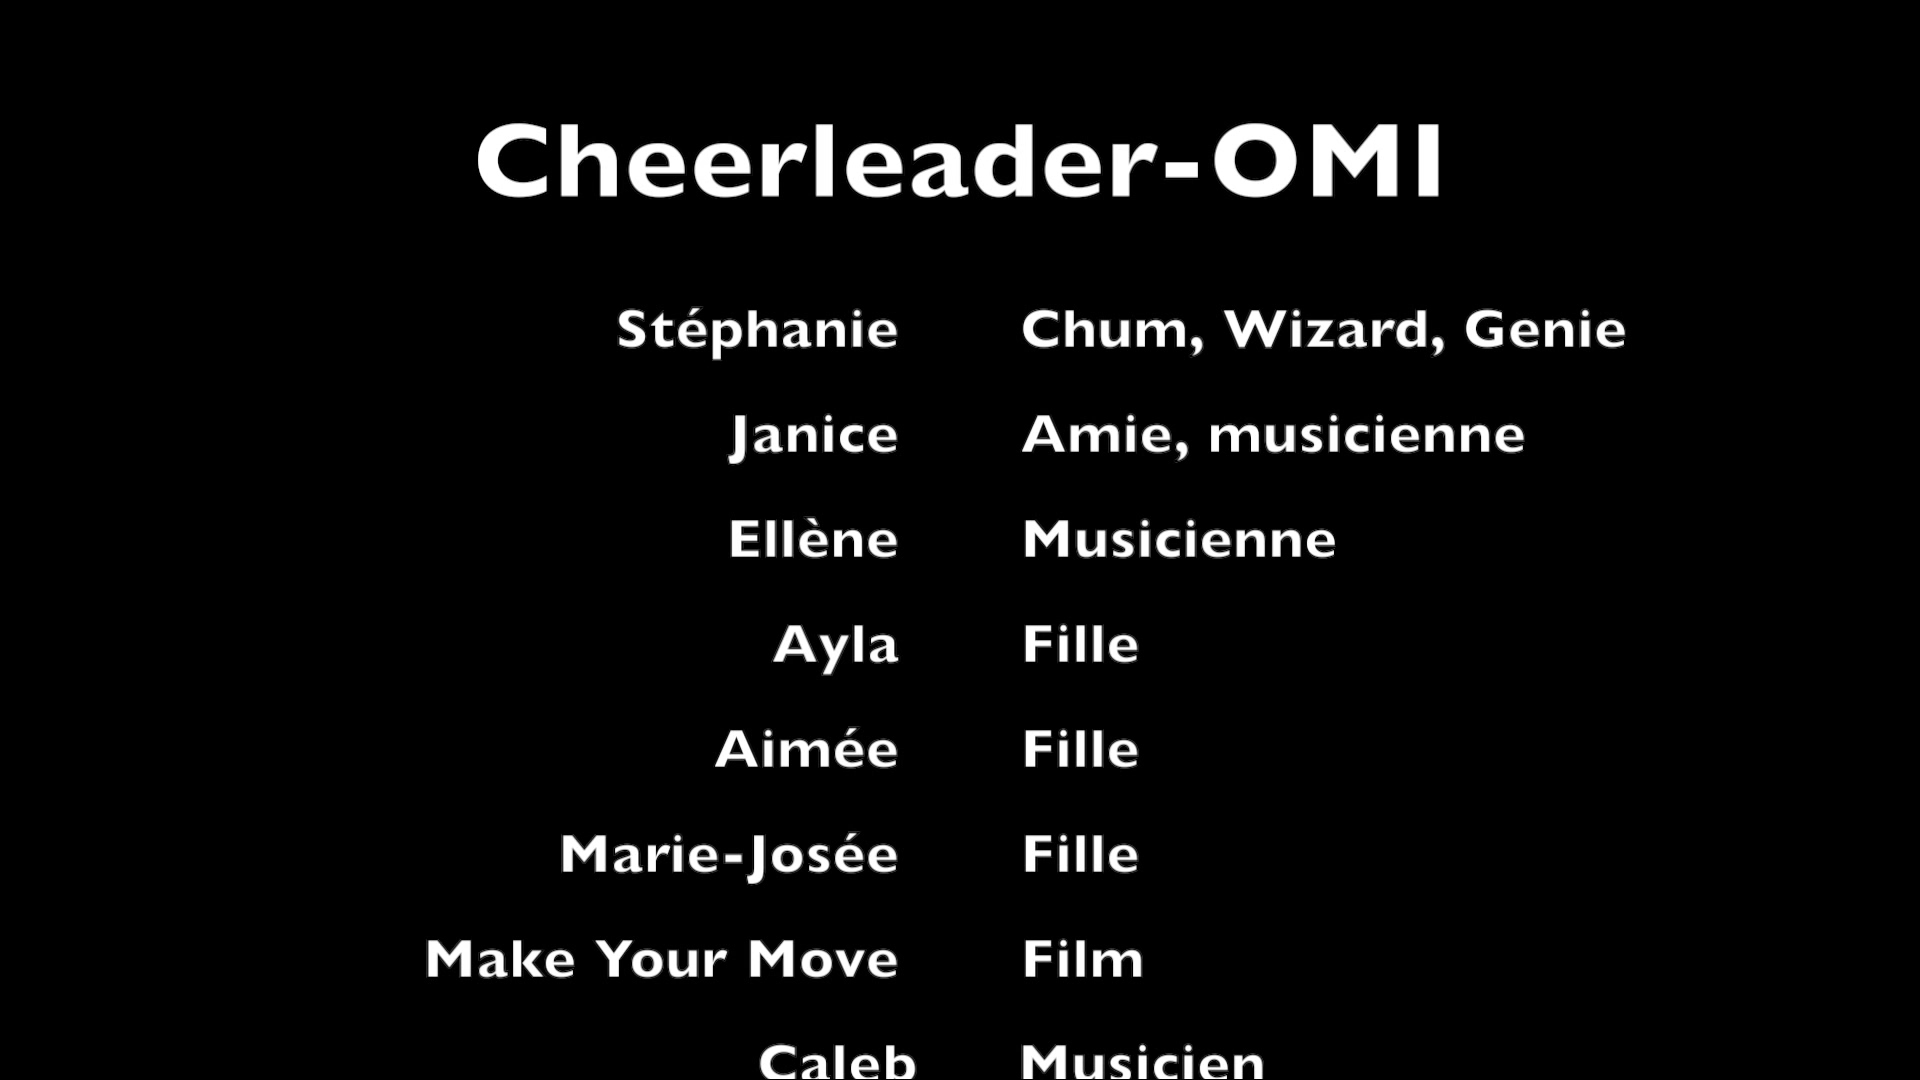 Cheerleader-OMI
Stéphanie Chum, Wizard, Genie
Janice Amie, musicienne
Ellène Musicienne
Ayla Fille
Aimée Fille
Marie-Josée Fille
Make Your Move Film
Caleb Musicien